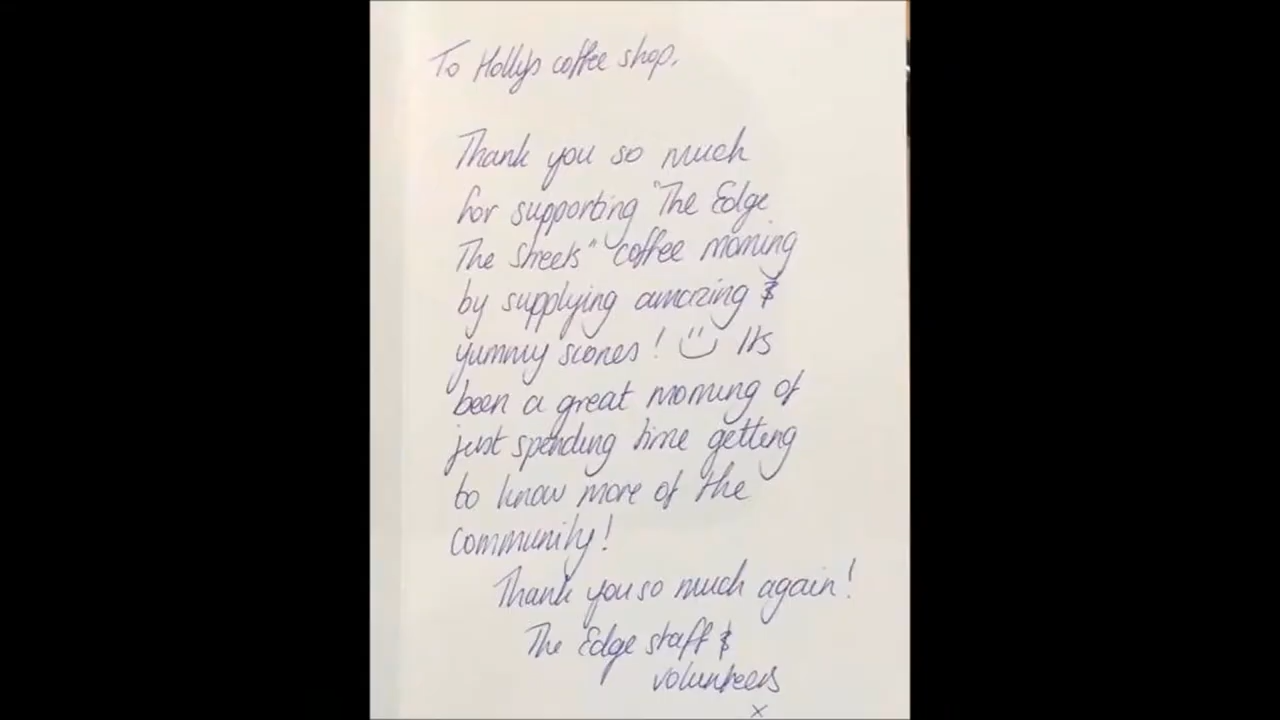 To Hollys coffee shop.
Thank you so much
for supporting "The Edge
The Streets" coffee morning
by supplying amazing &
yummy scones! Its
been a great morning of
just spending time getting
to know more of the
community!
Thank you so much again!
The Edge staff &
volunteers
x